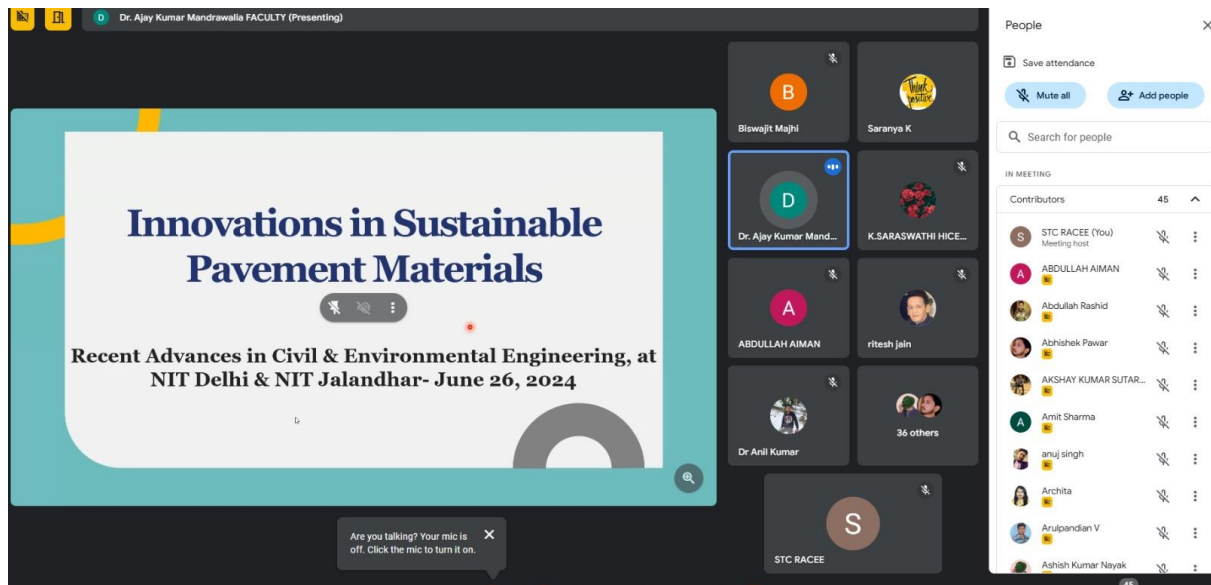 D Dr. Ajay Kumar Mandrawalia FACULTY (Presenting)
Innovations in Sustainable
Pavement Materials
Recent Advances in Civil & Environmental Engineering, at
NIT Delhi & NIT Jalandhar- June 26, 2024
B
Biswajit Majhi
Think
positive
Saranya K
D
Dr. Ajay Kumar Mand...
K.SARASWATHI HICE...
A
ABDULLAH AIMAN
ritesh jain
Dr Anil Kumar
36 others
S
STC RACEE
Are you talking? Your mic is
off. Click the mic to turn it on.
People
Save attendance
Mute all
Add people
Search for people
IN MEETING
Contributors 45
S STC RACEE (You)
Meeting host
A ABDULLAH AIMAN
Abdullah Rashid
Abhishek Pawar
AKSHAY KUMAR SUTAR...
A Amit Sharma
anuj singh
Archita
Arulpandian V
Ashish Kumar Nayak
45